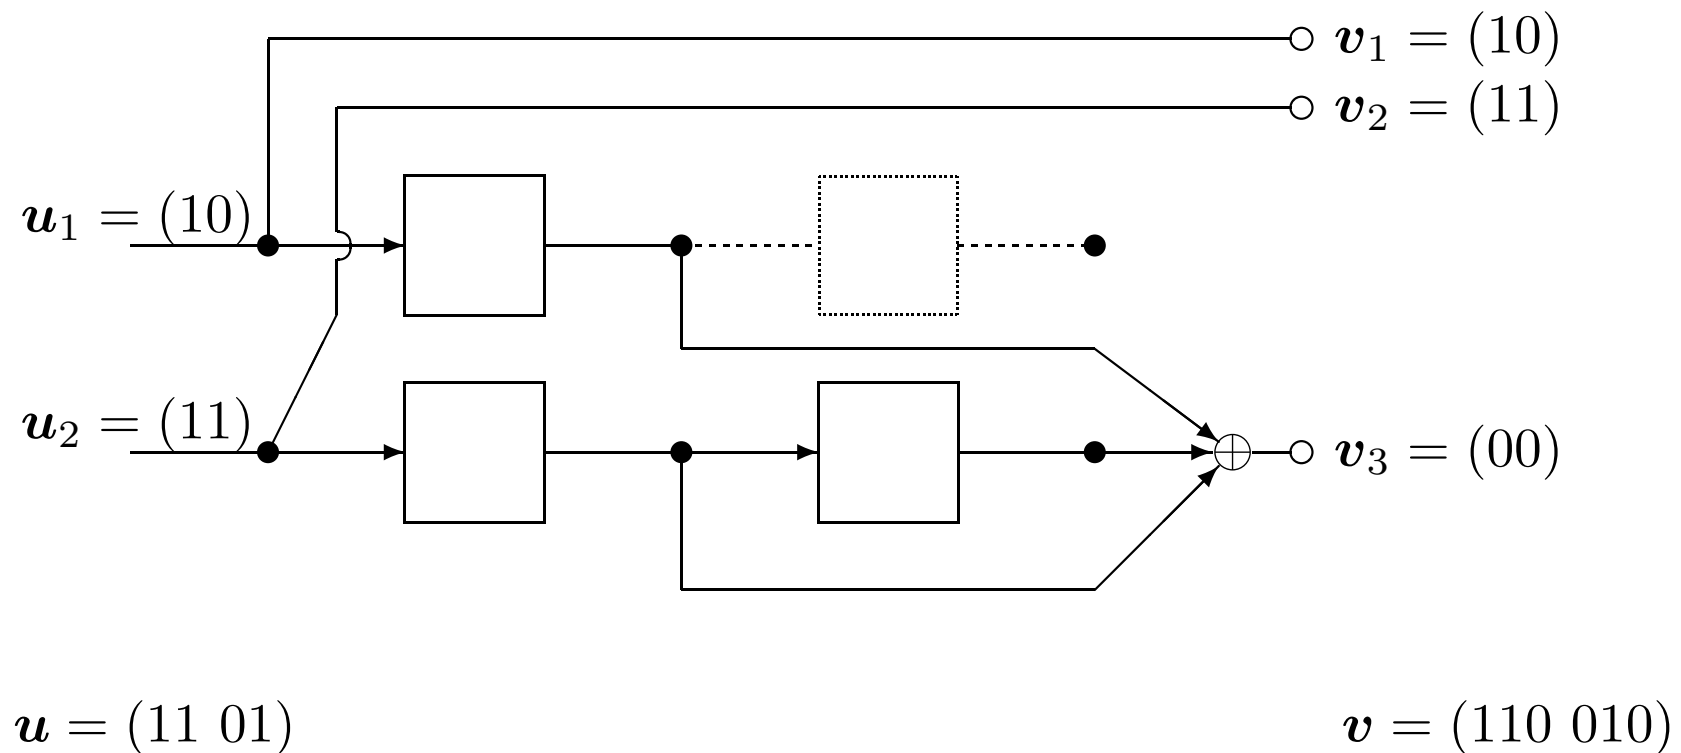 v₁ = (10)
v₂ = (11)
u₁ = (10)
u₂ = (11)
v₃ = (00)
u = (11 01)
v = (110 010)